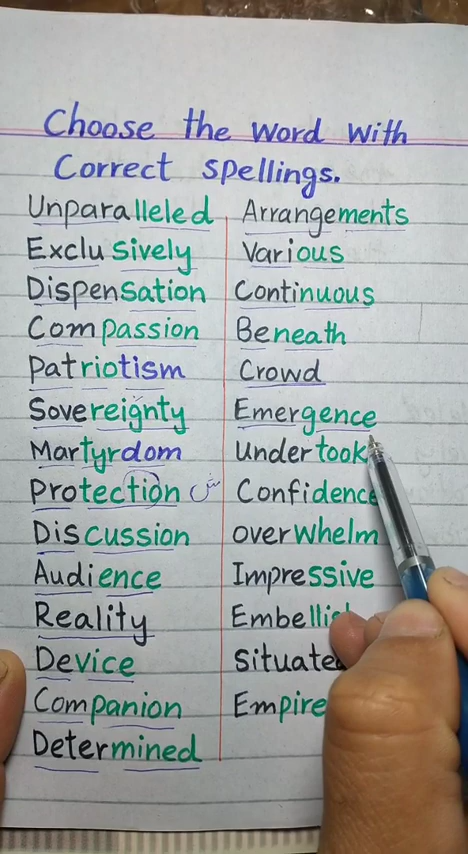 Choose the word with
Correct spellings.
Unparalleled
Exclusively
Dispensation
Compassion
Patriotism
Sovereignty
Martyrdom
Protection ش
Discussion
Audience
Reality
Device
Companion
Determined
Arrangements
Various
Continuous
Beneath
Crowd
Emergence
Undertook
Confidence
overwhelm
Impressive
Situated
Empire